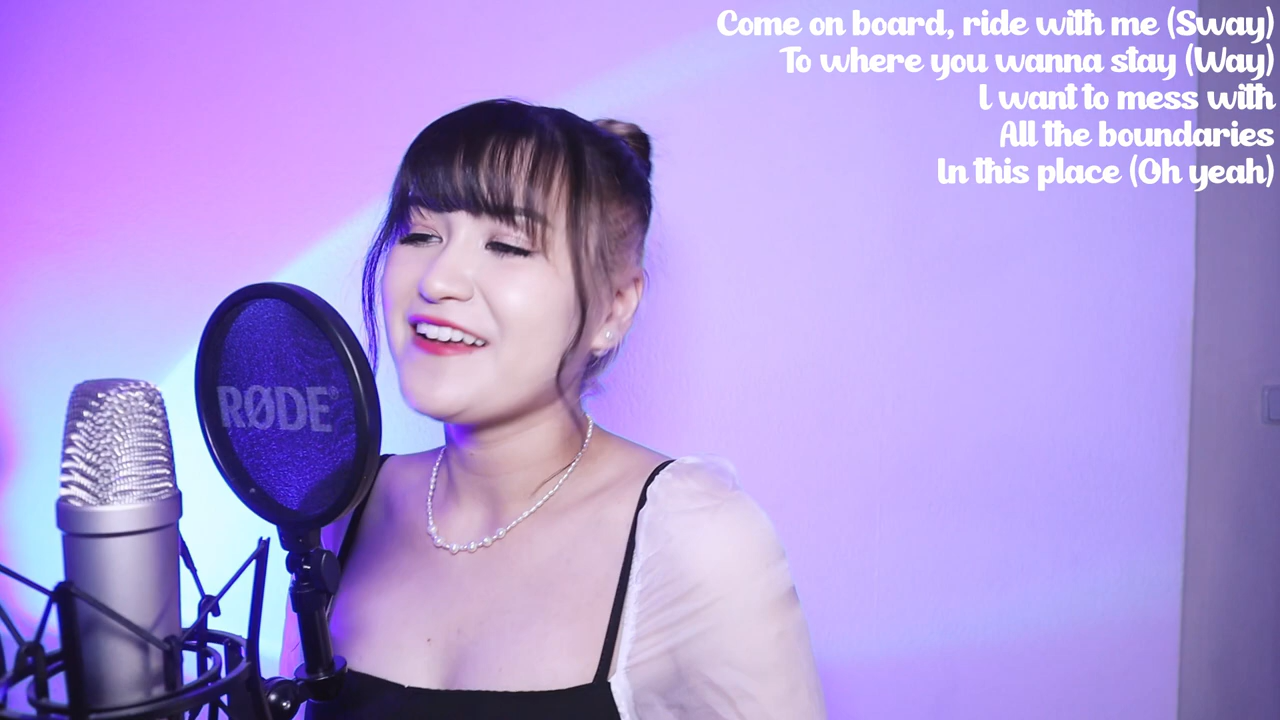 Come on board, ride with me (Sway)
To where you wanna stay (Way)
I want to mess with
All the boundaries
In this place (Oh yeah)
RØDE